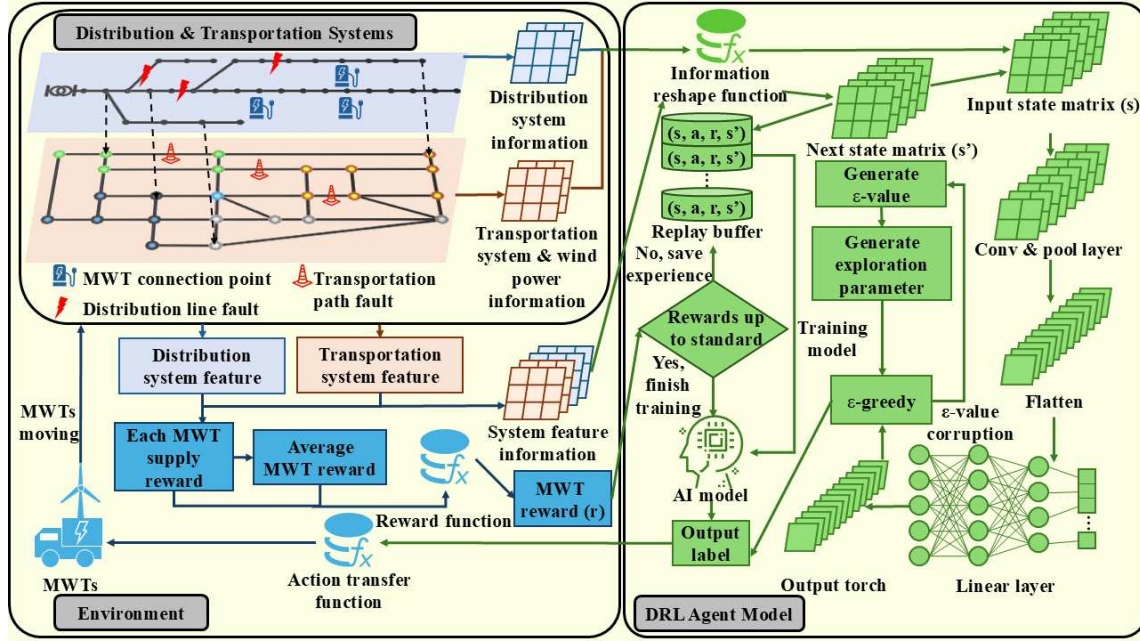 Distribution & Transportation Systems
Distribution
system
information
Transportation
system & wind
power
information
MWT connection point
Transportation
path fault
Distribution line fault
Distribution
system feature
Transportation
system feature
System feature
information
MWTs
moving
Each MWT
supply
reward
Average
MWT reward
fx
Reward function
MWT
reward (r)
fx
Action transfer
function
MWTs
Environment
fx
Information
reshape function
Input state matrix (s)
Next state matrix (s')
(s, a, r, s')
(s, a, r, s')
(s, a, r, s')
Replay buffer
No, save
experience
Rewards up
to standard
Yes,
finish
training
Training
model
AI model
Output
label
Generate
ε-value
Generate
exploration
parameter
ε-greedy
ε-value
corruption
Conv & pool layer
Flatten
Output torch
Linear layer
DRL Agent Model